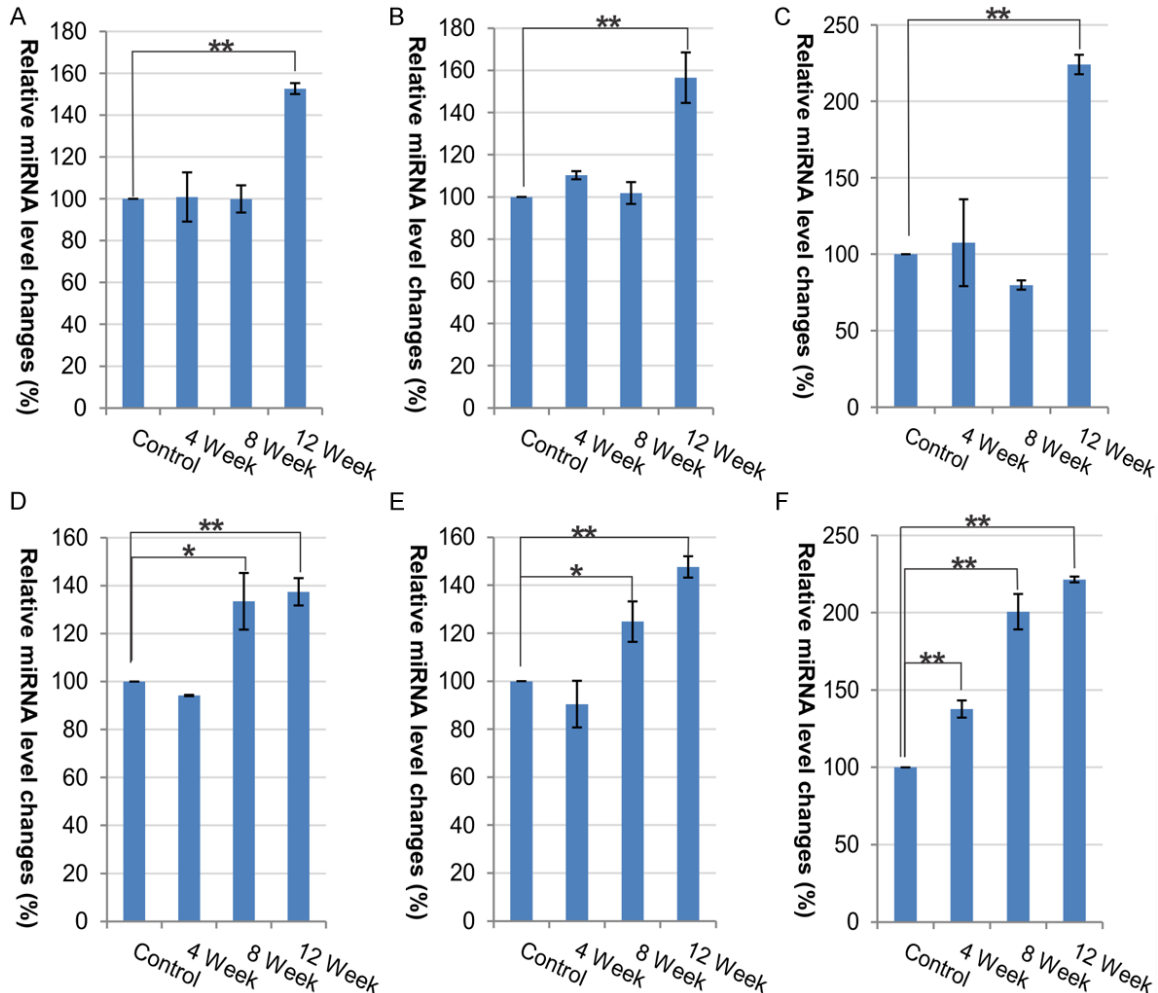 A
Relative miRNA level changes (%)
180
160
140
120
100
80
60
40
20
0
**
Control
4 Week
8 Week
12 Week
B
Relative miRNA level changes (%)
180
160
140
120
100
80
60
40
20
0
**
Control
4 Week
8 Week
12 Week
C
Relative miRNA level changes (%)
250
200
150
100
50
0
**
Control
4 Week
8 Week
12 Week
D
Relative miRNA level changes (%)
160
140
120
100
80
60
40
20
0
**
*
Control
4 Week
8 Week
12 Week
E
Relative miRNA level changes (%)
160
140
120
100
80
60
40
20
0
**
*
Control
4 Week
8 Week
12 Week
F
Relative miRNA level changes (%)
250
200
150
100
50
0
**
**
**
Control
4 Week
8 Week
12 Week